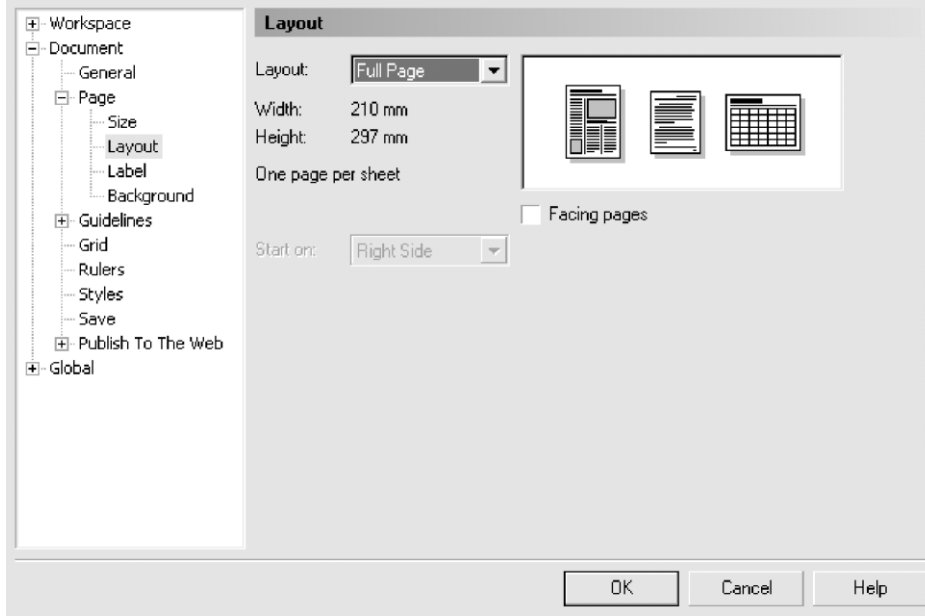 Workspace
Document
General
Page
Size
Layout
Label
Background
Guidelines
Grid
Rulers
Styles
Save
Publish To The Web
Global
Layout
Layout: Full Page
Width: 210 mm
Height: 297 mm
One page per sheet
Facing pages
Start on: Right Side
OK Cancel Help